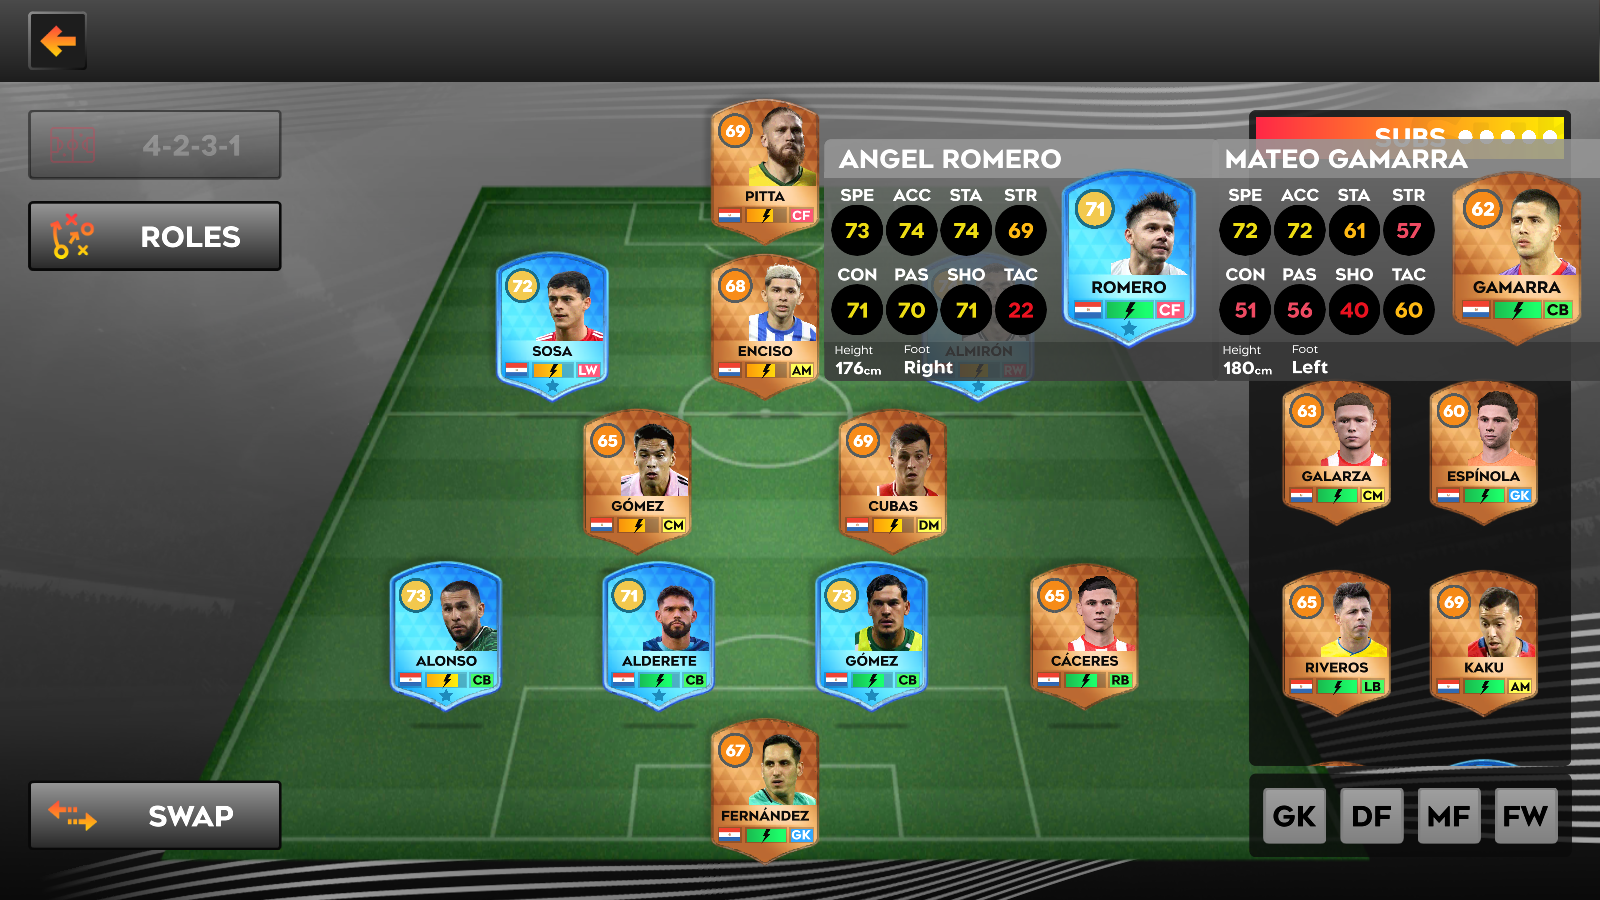 4-2-3-1
ROLES
SWAP
69
PITTA
CF
72
SOSA
LW
68
ENCISO
AM
ALMIRÓN
RW
65
GÓMEZ
CM
69
CUBAS
DM
73
ALONSO
CB
71
ALDERETE
CB
73
GÓMEZ
CB
65
CÁCERES
RB
67
FERNÁNDEZ
GK
ANGEL ROMERO
SPE ACC STA STR
73 74 74 69
CON PAS SHO TAC
71 70 71 22
Height Foot
176cm Right
71
ROMERO
CF
SUBS
MATEO GAMARRA
SPE ACC STA STR
72 72 61 57
CON PAS SHO TAC
51 56 40 60
Height Foot
180cm Left
62
GAMARRA
CB
63
GALARZA
CM
60
ESPÍNOLA
GK
65
RIVEROS
LB
69
KAKU
AM
GK DF MF FW